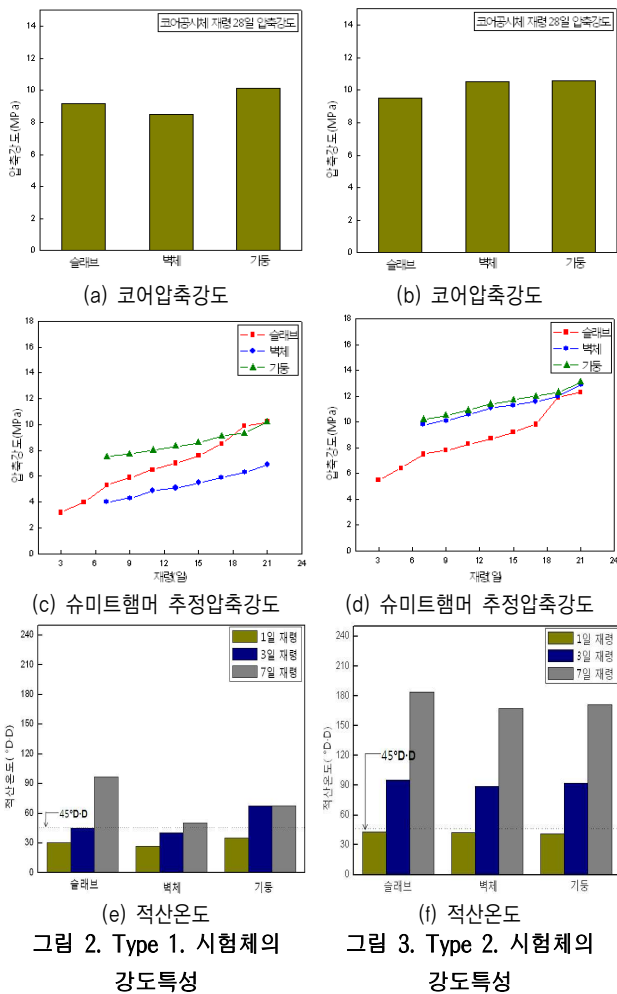 코어공시체 재령 28일 압축강도
압축강도(MPa)
14
12
10
8
6
4
2
0
슬래브 벽체 기둥
(a) 코어압축강도
코어공시체 재령 28일 압축강도
압축강도(MPa)
14
12
10
8
6
4
2
0
슬래브 벽체 기둥
(b) 코어압축강도
슬래브
벽체
기둥
압축강도(MPa)
18
16
14
12
10
8
6
4
2
0
3 6 9 12 15 18 21 24
재령(일)
(c) 슈미트햄머 추정압축강도
슬래브
벽체
기둥
압축강도(MPa)
18
16
14
12
10
8
6
4
2
0
3 6 9 12 15 18 21 24
재령(일)
(d) 슈미트햄머 추정압축강도
1일 재령
3일 재령
7일 재령
적산온도( °D·D)
240
210
180
150
120
90
60
30
0
45°D·D
슬래브 벽체 기둥
(e) 적산온도
1일 재령
3일 재령
7일 재령
적산온도( °D·D)
240
210
180
150
120
90
60
30
0
45°D·D
슬래브 벽체 기둥
(f) 적산온도
그림 2. Type 1. 시험체의
강도특성
그림 3. Type 2. 시험체의
강도특성